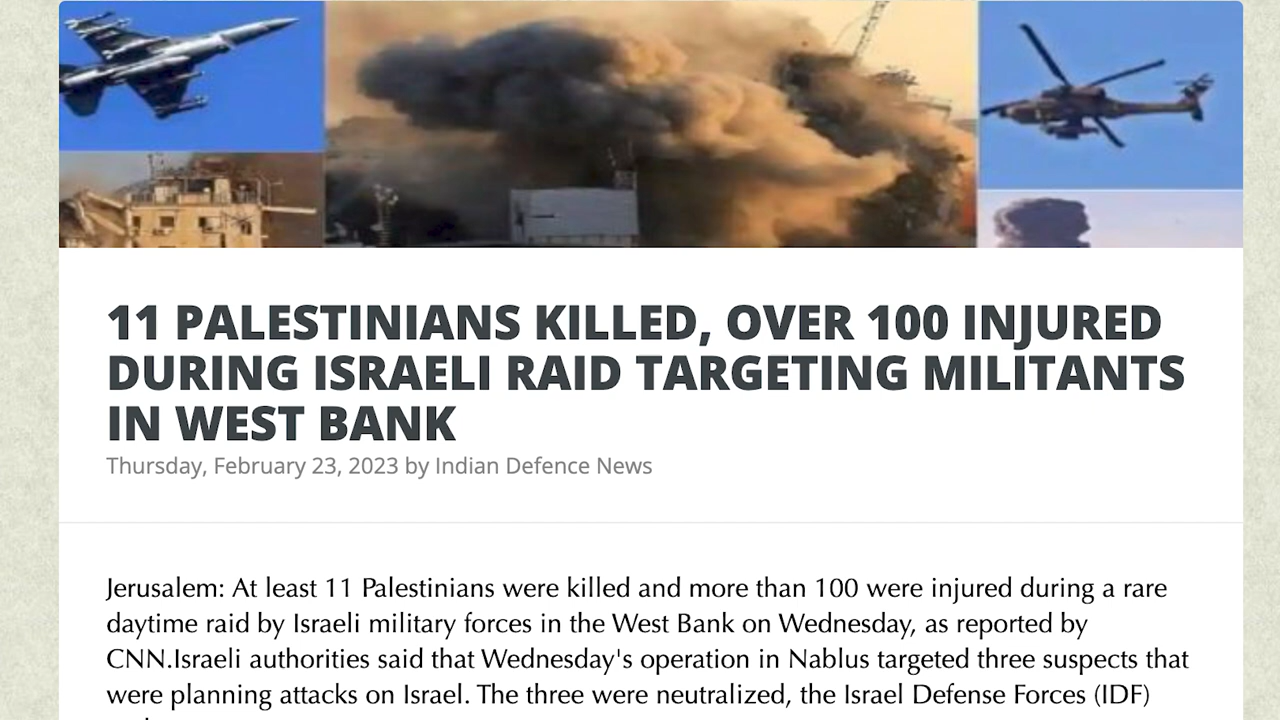 11 PALESTINIANS KILLED, OVER 100 INJURED
DURING ISRAELI RAID TARGETING MILITANTS
IN WEST BANK
Thursday, February 23, 2023 by Indian Defence News
Jerusalem: At least 11 Palestinians were killed and more than 100 were injured during a rare
daytime raid by Israeli military forces in the West Bank on Wednesday, as reported by
CNN.Israeli authorities said that Wednesday's operation in Nablus targeted three suspects that
were planning attacks on Israel. The three were neutralized, the Israel Defense Forces (IDF)